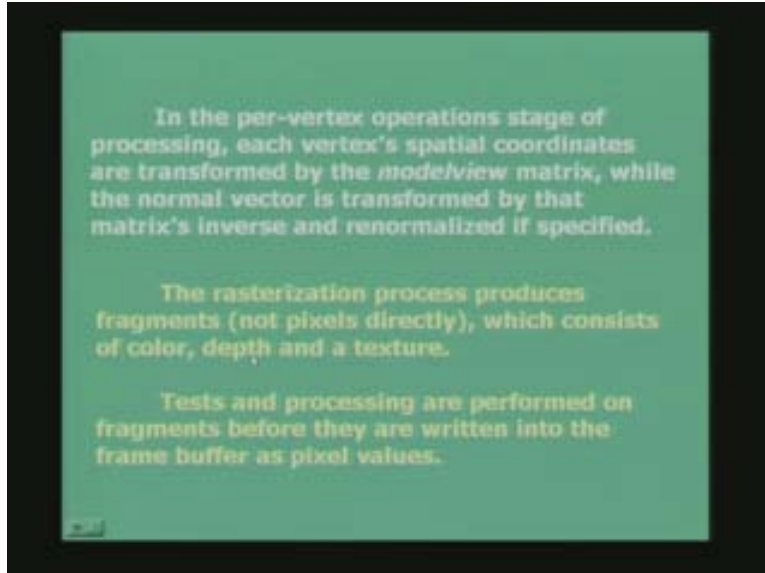 In the per-vertex operations stage of
processing, each vertex's spatial coordinates
are transformed by the modelview matrix, while
the normal vector is transformed by that
matrix's inverse and renormalized if specified.
The rasterization process produces
fragments (not pixels directly), which consists
of color, depth and a texture.
Tests and processing are performed on
fragments before they are written into the
frame buffer as pixel values.